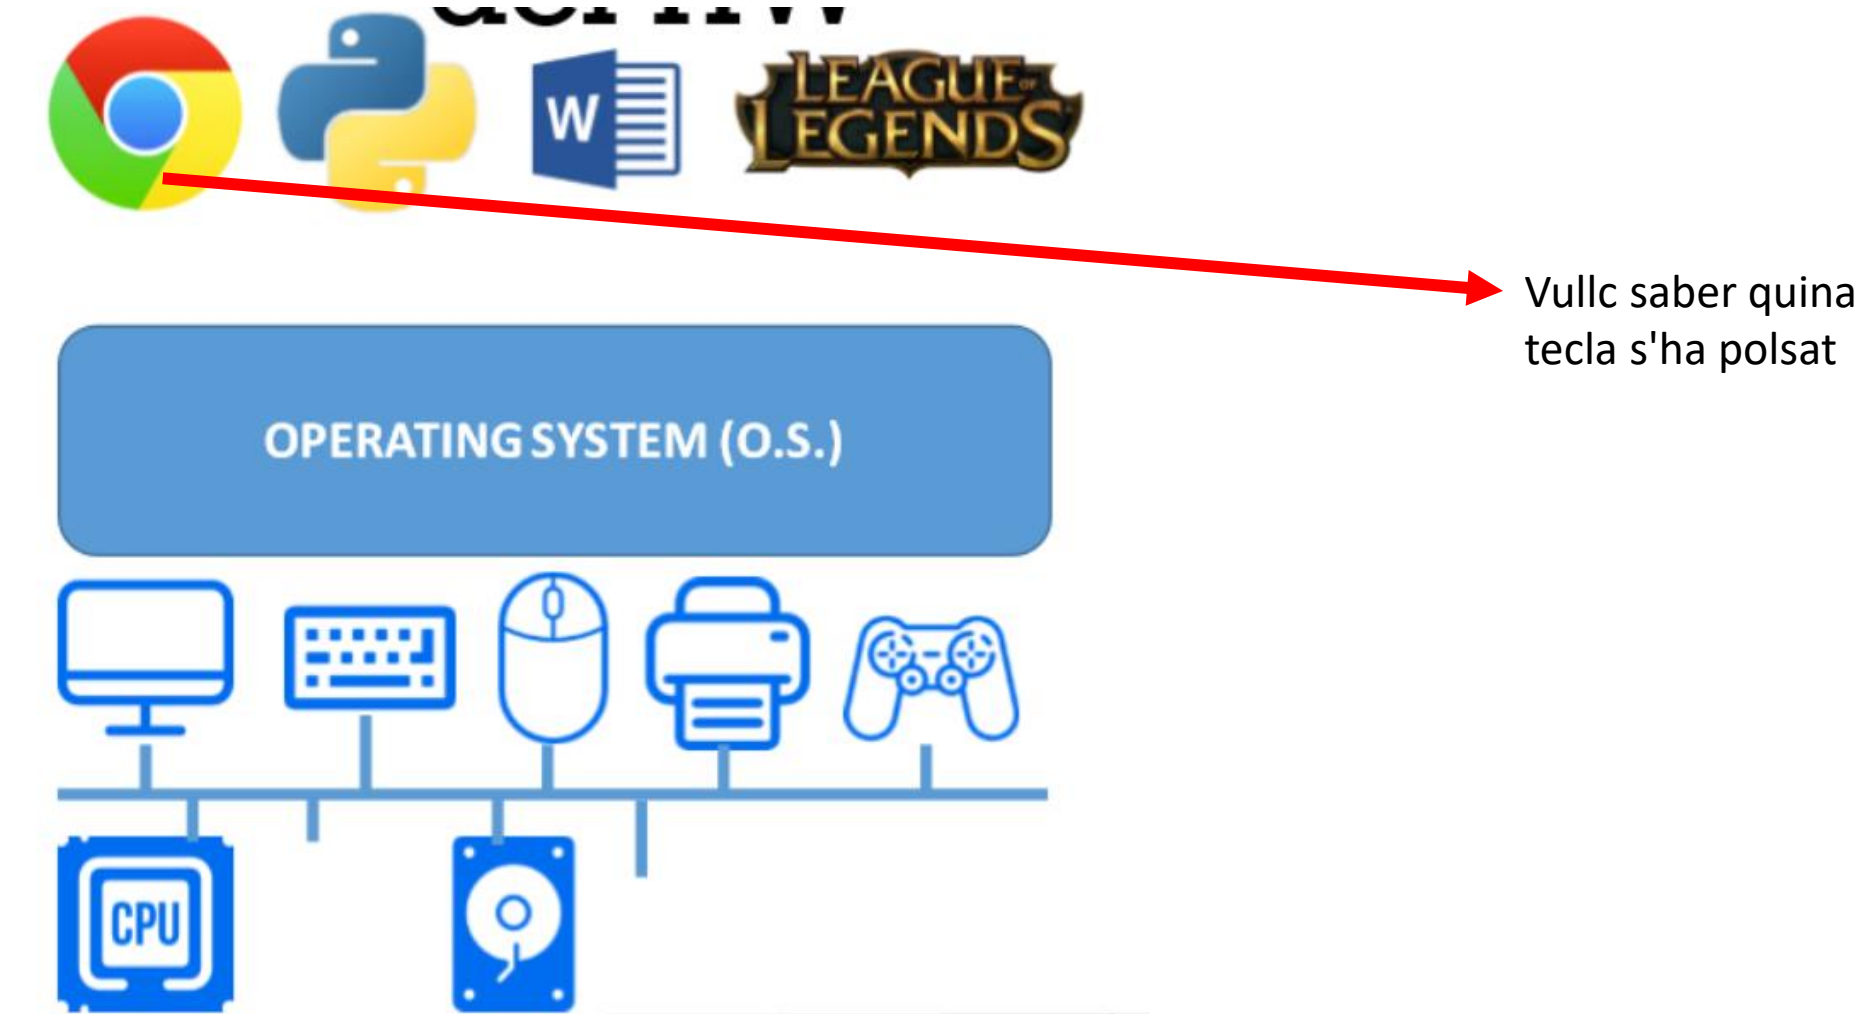 W
LEAGUE OF
LEGENDS
Vullc saber quina
tecla s'ha polsat
OPERATING SYSTEM (O.S.)
CPU